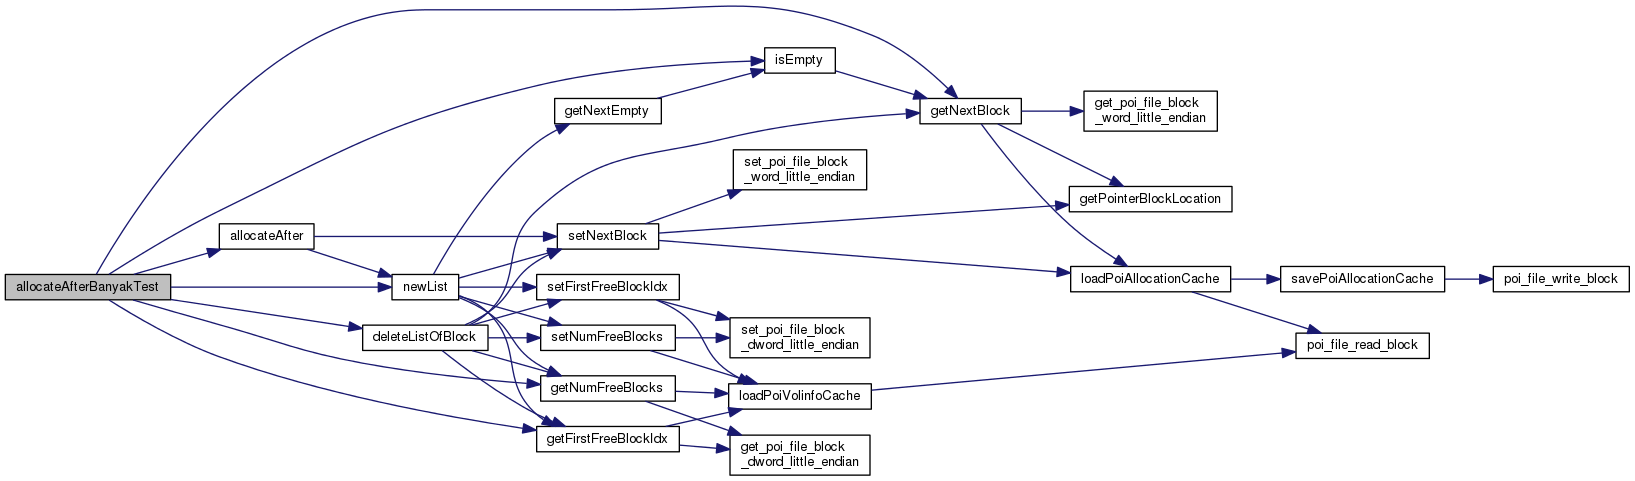 allocateAfterBanyakTest
allocateAfter
newList
deleteListOfBlock
getNextEmpty
setNextBlock
setFirstFreeBlockIdx
setNumFreeBlocks
getNumFreeBlocks
getFirstFreeBlockIdx
isEmpty
set_poi_file_block
_word_little_endian
set_poi_file_block
_dword_little_endian
loadPoiVolinfoCache
get_poi_file_block
_dword_little_endian
getNextBlock
get_poi_file_block
_word_little_endian
getPointerBlockLocation
loadPoiAllocationCache
savePoiAllocationCache
poi_file_read_block
poi_file_write_block